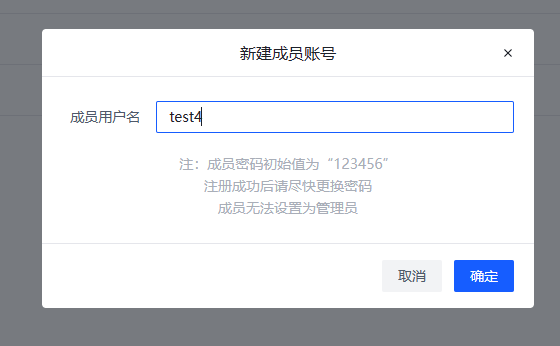 新建成员账号
成员用户名 test4
注：成员密码初始值为“123456”
注册成功后请尽快更换密码
成员无法设置为管理员
取消 确定